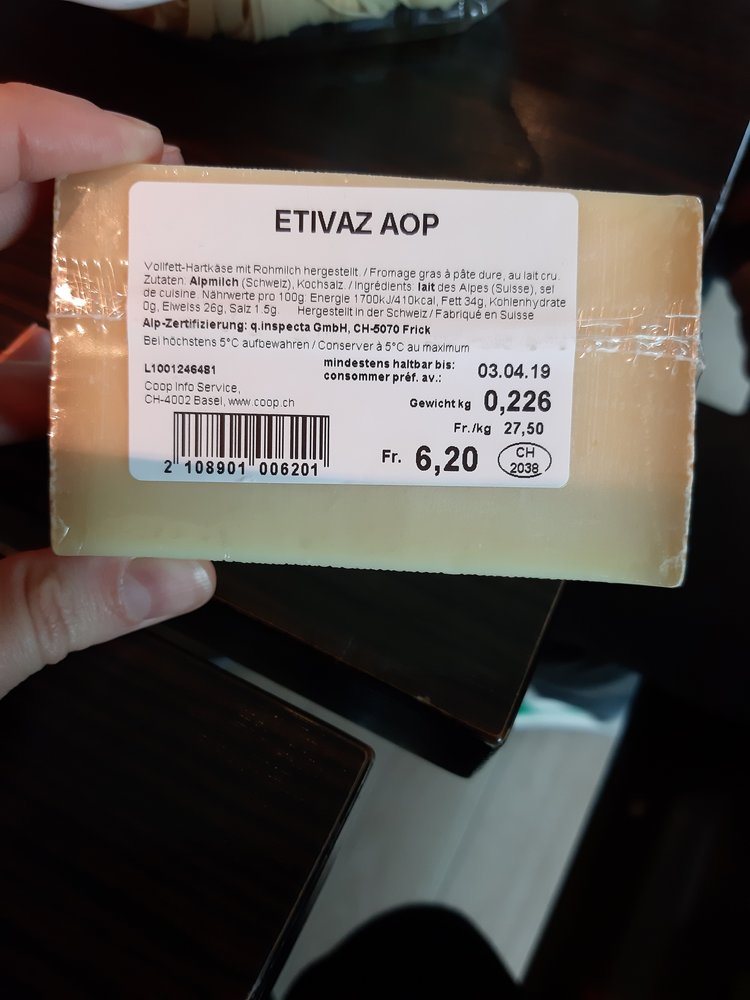 ETIVAZ AOP
Vollfett-Hartkäse mit Rohmilch hergestellt. / Fromage gras à pâte dure, au lait cru.
Zutaten: Alpmilch (Schweiz), Kochsalz. / Ingrédients: lait des Alpes (Suisse), sel
de cuisine. Nährwerte pro 100g: Energie 1700kJ/410kcal, Fett 34g, Kohlenhydrate
0g, Eiweiss 26g, Salz 1.5g. Hergestellt in der Schweiz / Fabriqué en Suisse
Alp-Zertifizierung: q.inspecta GmbH, CH-5070 Frick
Bei höchstens 5°C aufbewahren / Conserver à 5°C au maximum
L1001246481
Coop Info Service,
CH-4002 Basel, www.coop.ch
mindestens haltbar bis:
consommer préf. av.: 03.04.19
Gewicht kg 0,226
Fr./kg 27,50
Fr. 6,20
CH
2038
2 108901 006201